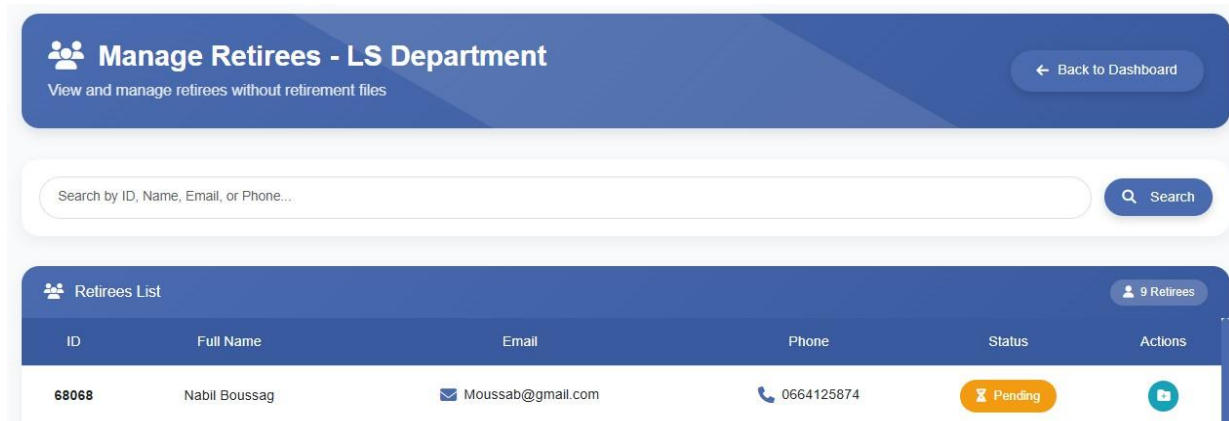 Manage Retirees - LS Department
View and manage retirees without retirement files
Back to Dashboard
Search by ID, Name, Email, or Phone...
Search
Retirees List
9 Retirees
ID Full Name Email Phone Status Actions
68068 Nabil Boussag Moussab@gmail.com 0664125874 Pending